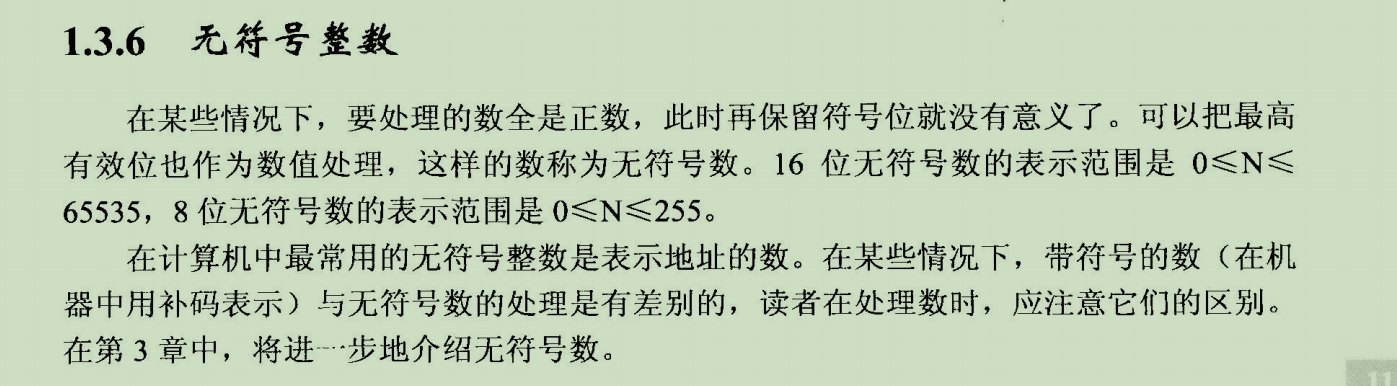 1.3.6 无符号整数
在某些情况下，要处理的数全是正数，此时再保留符号位就没有意义了。可以把最高
有效位也作为数值处理，这样的数称为无符号数。16 位无符号数的表示范围是 0≤N≤
65535，8 位无符号数的表示范围是 0≤N≤255。
在计算机中最常用的无符号整数是表示地址的数。在某些情况下，带符号的数（在机
器中用补码表示）与无符号数的处理是有差别的，读者在处理数时，应注意它们的区别。
在第 3 章中，将进一步地介绍无符号数。
11